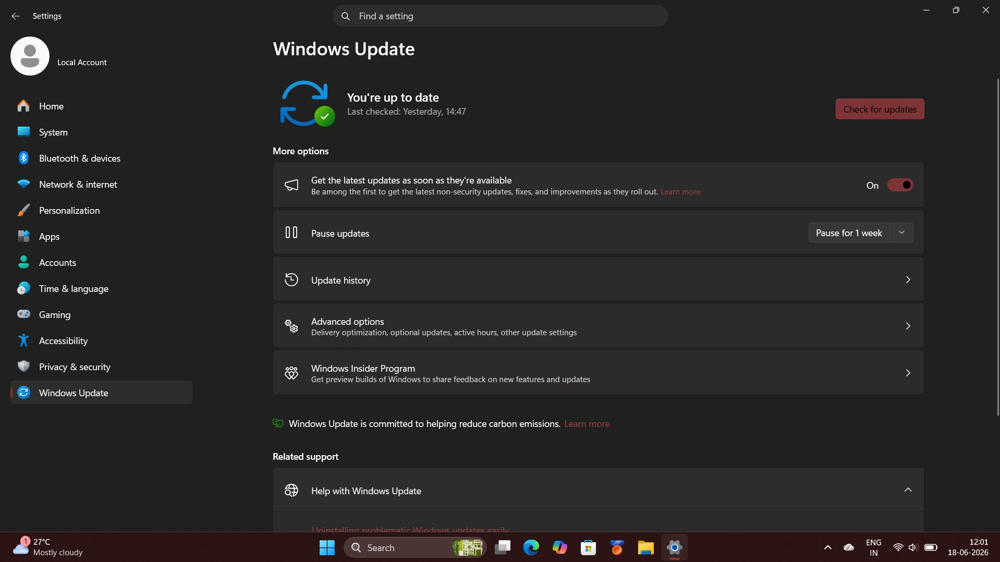 Settings
Find a setting
Local Account
Home
System
Bluetooth & devices
Network & internet
Personalization
Apps
Accounts
Time & language
Gaming
Accessibility
Privacy & security
Windows Update
Windows Update
You're up to date
Last checked: Yesterday, 14:47
Check for updates
More options
Get the latest updates as soon as they're available
Be among the first to get the latest non-security updates, fixes, and improvements as they roll out. Learn more
On
Pause updates
Pause for 1 week
Update history
Advanced options
Delivery optimization, optional updates, active hours, other update settings
Windows Insider Program
Get preview builds of Windows to share feedback on new features and updates
Windows Update is committed to helping reduce carbon emissions. Learn more
Related support
Help with Windows Update
Uninstalling problematic Windows updates easily
1
27°C
Mostly cloudy
Search
ENG
IN
12:01
18-06-2026